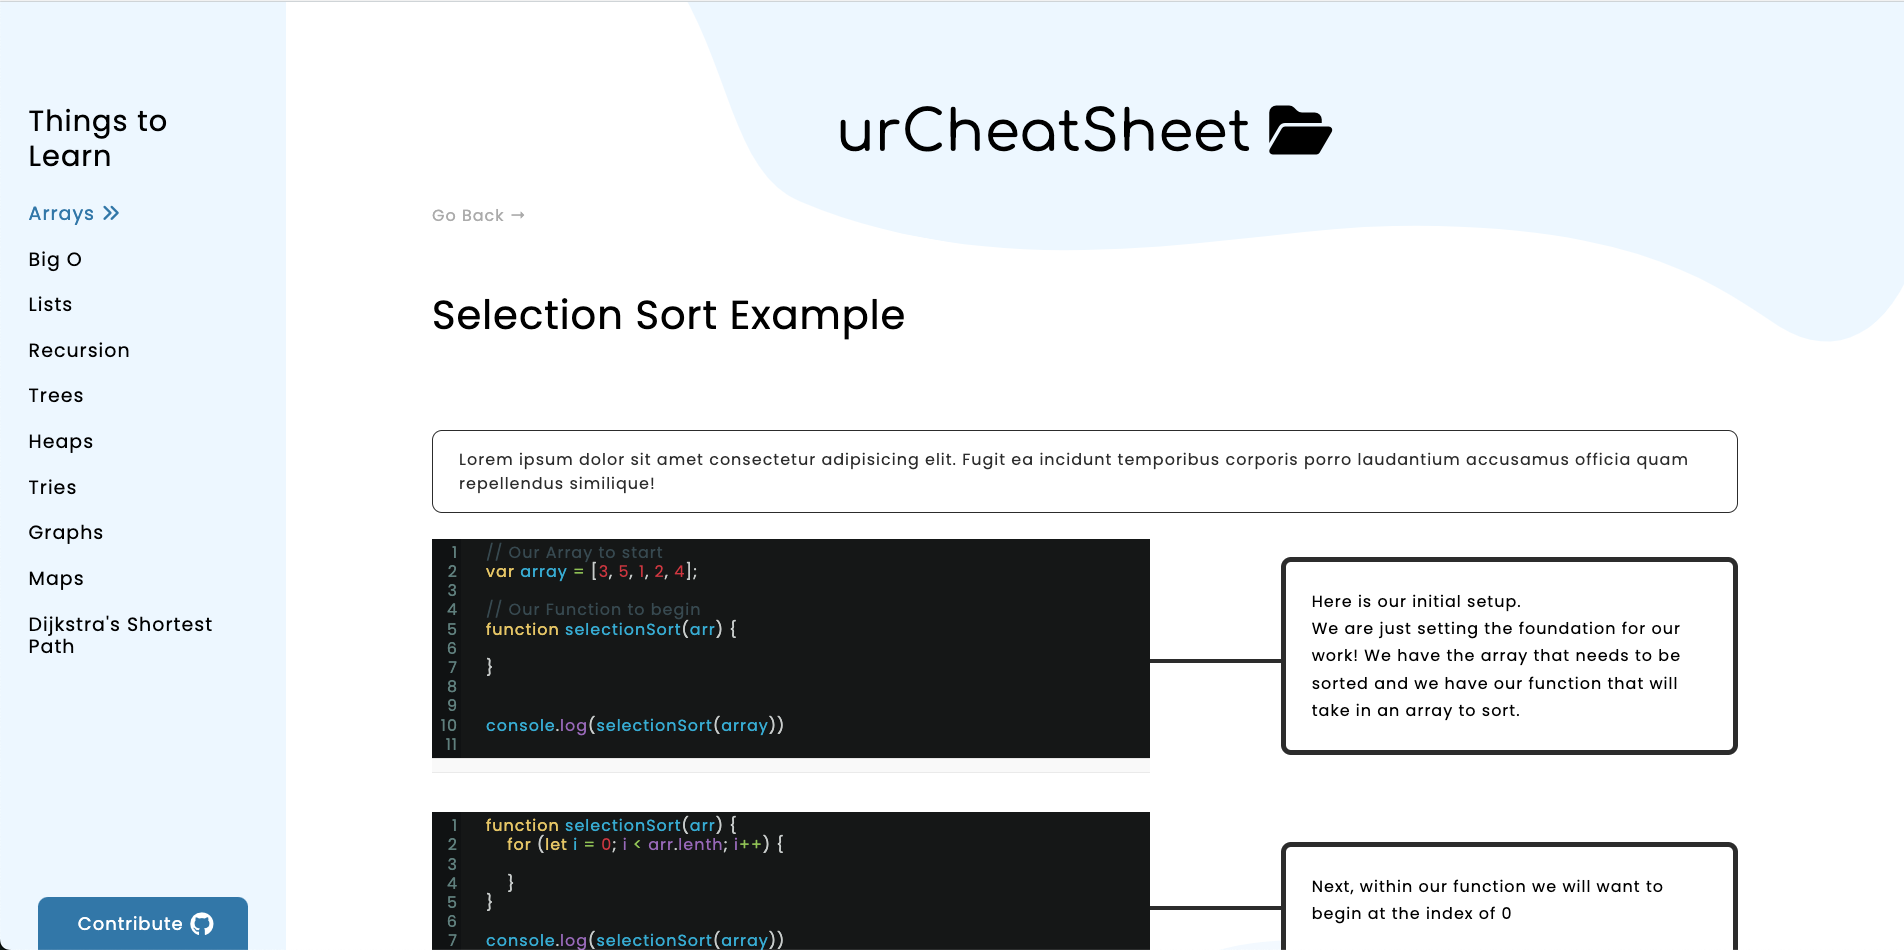 Things to
Learn
Arrays »
Big O
Lists
Recursion
Trees
Heaps
Tries
Graphs
Maps
Dijkstra's Shortest
Path
Contribute
urCheatSheet
Go Back →
Selection Sort Example
Lorem ipsum dolor sit amet consectetur adipisicing elit. Fugit ea incidunt temporibus corporis porro laudantium accusamus officia quam
repellendus similique!
1 // Our Array to start
2 var array = [3, 5, 1, 2, 4];
3
4 // Our Function to begin
5 function selectionSort(arr) {
6
7 }
8
9
10 console.log(selectionSort(array))
11
Here is our initial setup.
We are just setting the foundation for our
work! We have the array that needs to be
sorted and we have our function that will
take in an array to sort.
1 function selectionSort(arr) {
2 for (let i = 0; i < arr.lenth; i++) {
3
4 }
5 }
6
7 console.log(selectionSort(array))
Next, within our function we will want to
begin at the index of 0